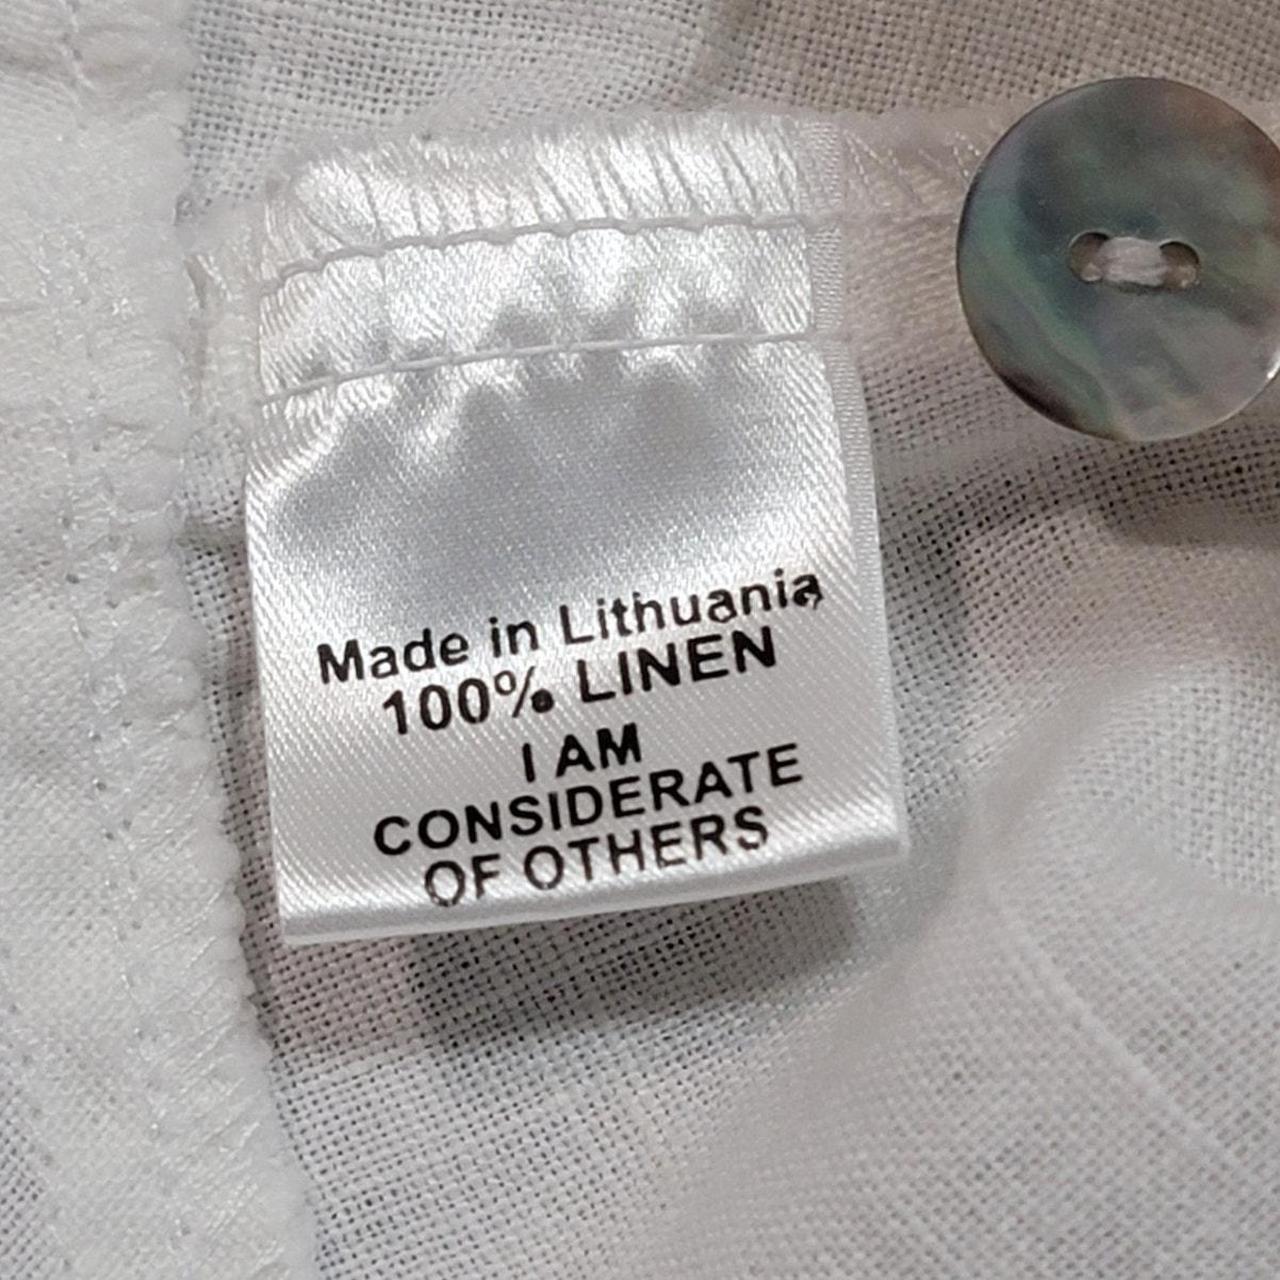 Made in Lithuania
100% LINEN
I AM
CONSIDERATE
OF OTHERS